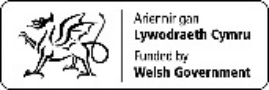 Ariennir gan
Lywodraeth Cymru
Funded by
Welsh Government